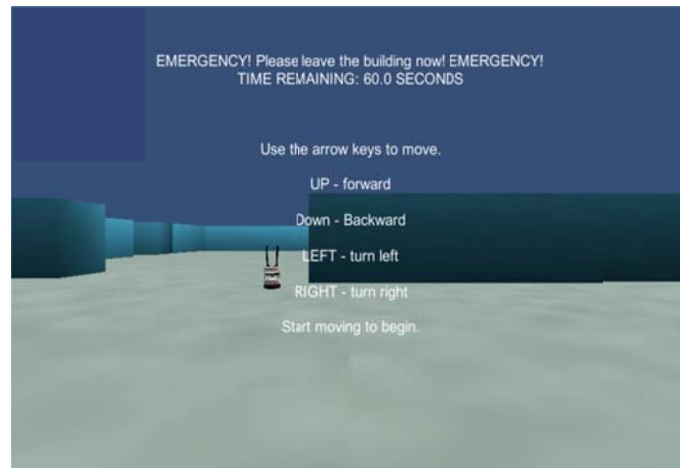 EMERGENCY! Please leave the building now! EMERGENCY!
TIME REMAINING: 60.0 SECONDS
Use the arrow keys to move.
UP - forward
Down - Backward
LEFT - turn left
RIGHT - turn right
Start moving to begin.